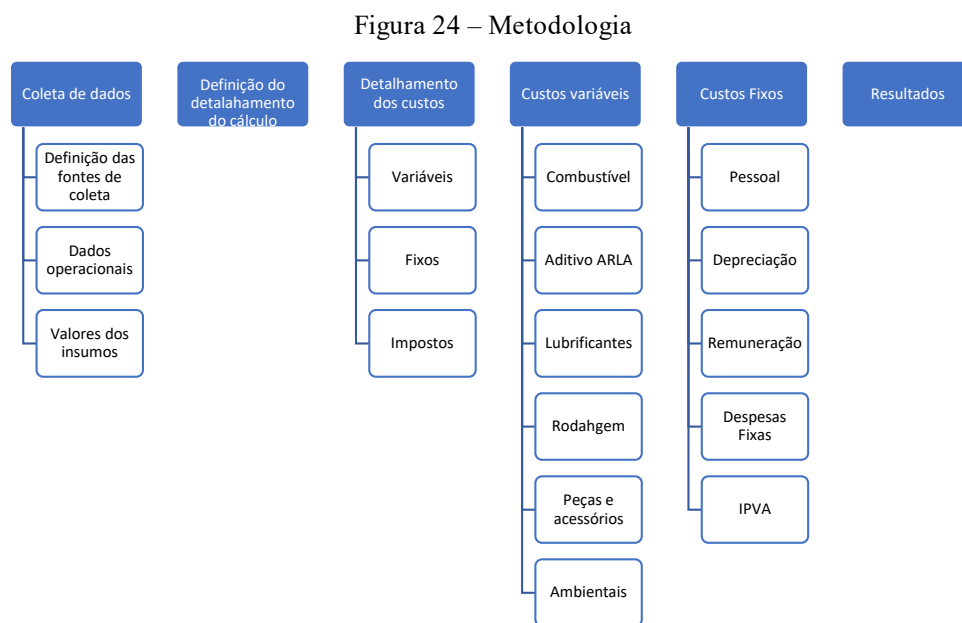 Figura 24 – Metodologia
Coleta de dados
Definição das
fontes de
coleta
Dados
operacionais
Valores dos
insumos
Definição do
detalahamento
do cálculo
Detalhamento
dos custos
Variáveis
Fixos
Impostos
Custos variáveis
Combustível
Aditivo ARLA
Lubrificantes
Rodahgem
Peças e
acessórios
Ambientais
Custos Fixos
Pessoal
Depreciação
Remuneração
Despesas
Fixas
IPVA
Resultados